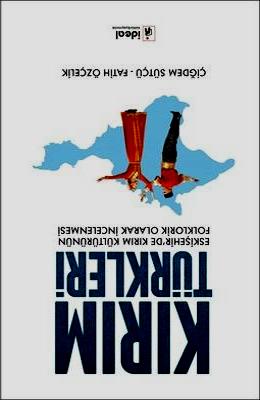 KIRIM
TÜRKLERİ
ESKİŞEHİR'DE KIRIM KÜLTÜRÜNÜN
FOLKLORİK OLARAK İNCELENMESİ
ÇİĞDEM SÜTÇÜ - FATİH ÖZÇELİK
ideal